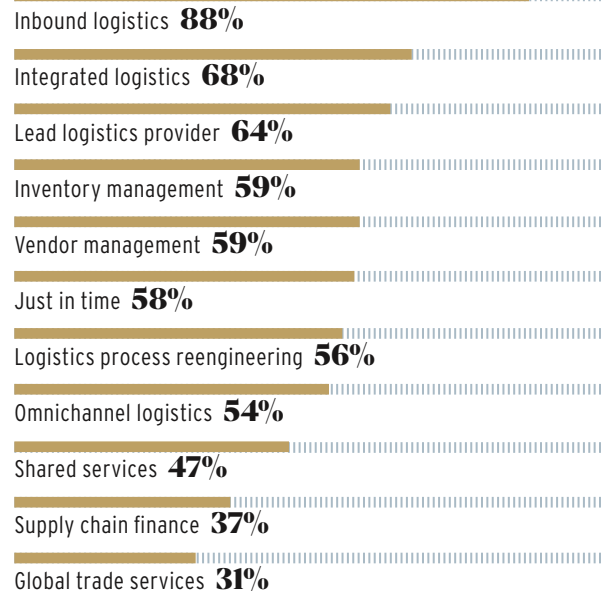 Inbound logistics 88%
Integrated logistics 68%
Lead logistics provider 64%
Inventory management 59%
Vendor management 59%
Just in time 58%
Logistics process reengineering 56%
Omnichannel logistics 54%
Shared services 47%
Supply chain finance 37%
Global trade services 31%